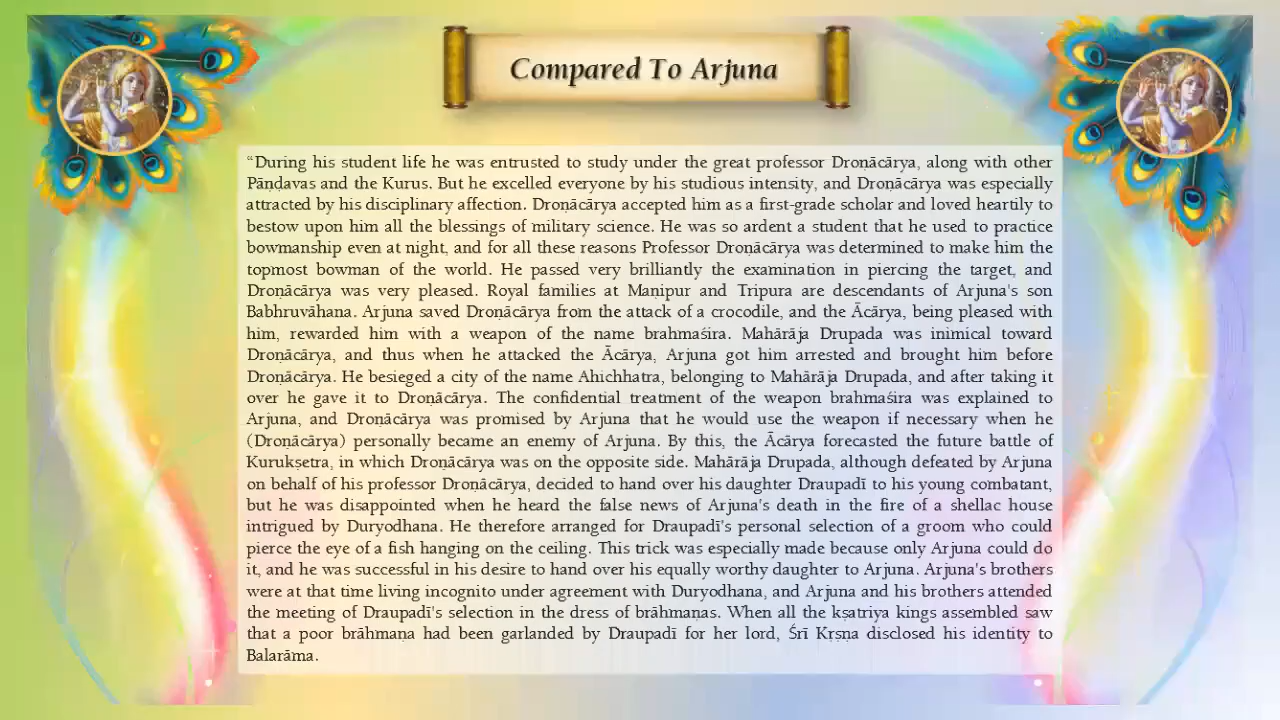 Compared To Arjuna
“During his student life he was entrusted to study under the great professor Droṇācārya, along with other
Pāṇḍavas and the Kurus. But he excelled everyone by his studious intensity, and Droṇācārya was especially
attracted by his disciplinary affection. Droṇācārya accepted him as a first-grade scholar and loved heartily to
bestow upon him all the blessings of military science. He was so ardent a student that he used to practice
bowmanship even at night, and for all these reasons Professor Droṇācārya was determined to make him the
topmost bowman of the world. He passed very brilliantly the examination in piercing the target, and
Droṇācārya was very pleased. Royal families at Maṇipur and Tripura are descendants of Arjuna's son
Babhruvāhana. Arjuna saved Droṇācārya from the attack of a crocodile, and the Ācārya, being pleased with
him, rewarded him with a weapon of the name brahmaśira. Mahārāja Drupada was inimical toward
Droṇācārya, and thus when he attacked the Ācārya, Arjuna got him arrested and brought him before
Droṇācārya. He besieged a city of the name Ahichhatra, belonging to Mahārāja Drupada, and after taking it
over he gave it to Droṇācārya. The confidential treatment of the weapon brahmaśira was explained to
Arjuna, and Droṇācārya was promised by Arjuna that he would use the weapon if necessary when he
(Droṇācārya) personally became an enemy of Arjuna. By this, the Ācārya forecasted the future battle of
Kurukṣetra, in which Droṇācārya was on the opposite side. Mahārāja Drupada, although defeated by Arjuna
on behalf of his professor Droṇācārya, decided to hand over his daughter Draupadī to his young combatant,
but he was disappointed when he heard the false news of Arjuna's death in the fire of a shellac house
intrigued by Duryodhana. He therefore arranged for Draupadī's personal selection of a groom who could
pierce the eye of a fish hanging on the ceiling. This trick was especially made because only Arjuna could do
it, and he was successful in his desire to hand over his equally worthy daughter to Arjuna. Arjuna's brothers
were at that time living incognito under agreement with Duryodhana, and Arjuna and his brothers attended
the meeting of Draupadī's selection in the dress of brāhmaṇas. When all the kṣatriya kings assembled saw
that a poor brāhmaṇa had been garlanded by Draupadī for her lord, Śrī Kṛṣṇa disclosed his identity to
Balarāma.